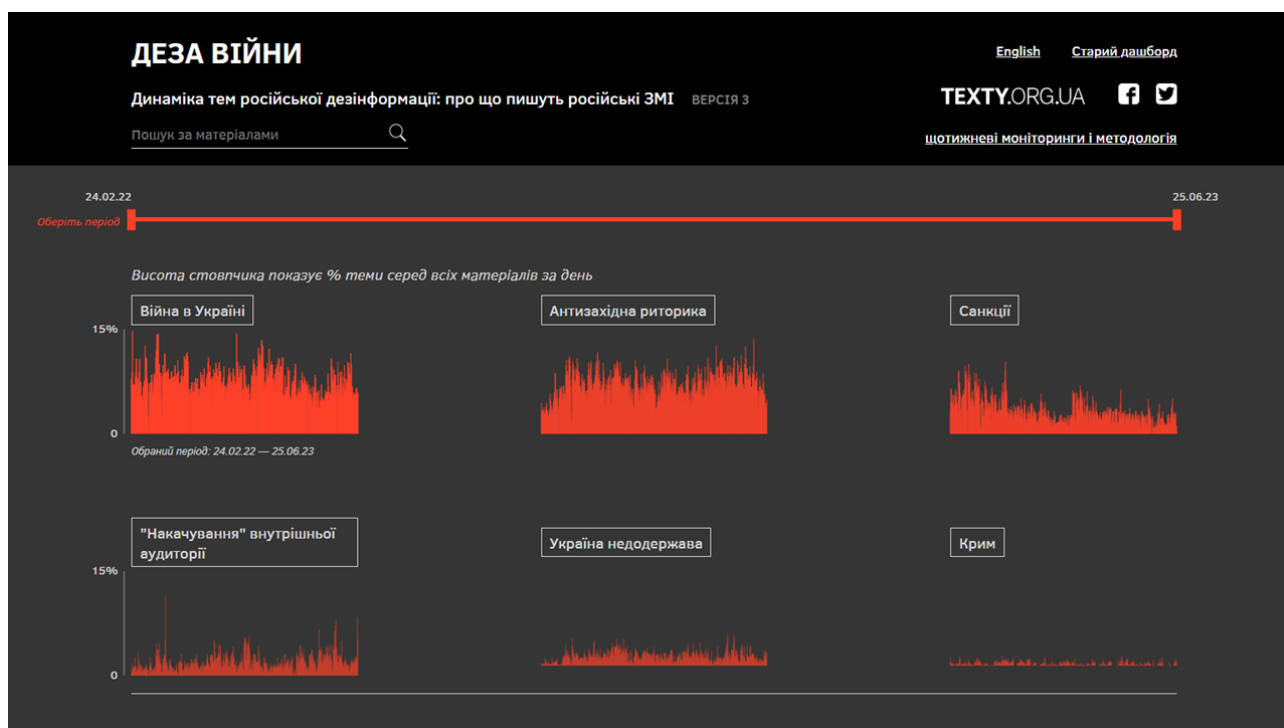 ДЕЗА ВІЙНИ
English Старий дашборд
Динаміка тем російської дезінформації: про що пишуть російські ЗМІ ВЕРСІЯ 3
TEXTY.ORG.UA
Пошук за матеріалами
щотижневі моніторинги і методологія
24.02.22 25.06.23
Оберіть період
Висота стовпчика показує % теми серед всіх матеріалів за день
Війна в Україні
Антизахідна риторика
Санкції
15%
0
Обраний період: 24.02.22 — 25.06.23
"Накачування" внутрішньої
аудиторії
Україна недодержава
Крим
15%
0